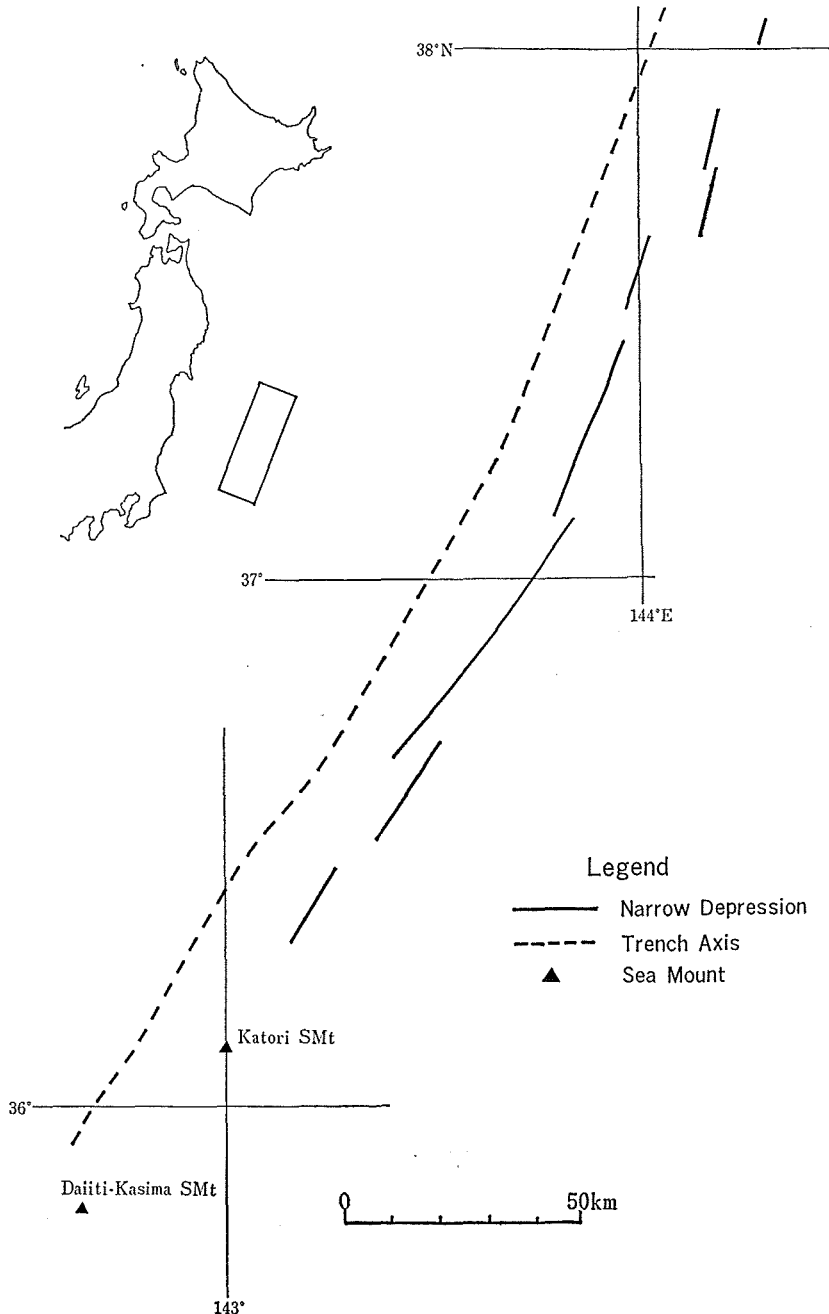 38°N
37°
144°E
Legend
Narrow Depression
Trench Axis
Sea Mount
Katori SMt
36°
Daiiti-Kasima SMt
0 50km
143°